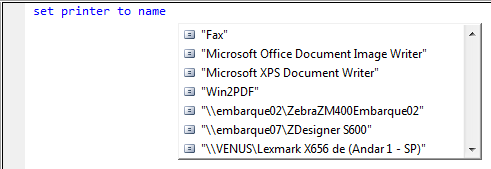 set printer to name
"Fax"
"Microsoft Office Document Image Writer"
"Microsoft XPS Document Writer"
"Win2PDF"
"\\embarque02\ZebraZM400Embarque02"
"\\embarque07\ZDesigner S600"
"\\VENUS\Lexmark X656 de (Andar 1 - SP)"